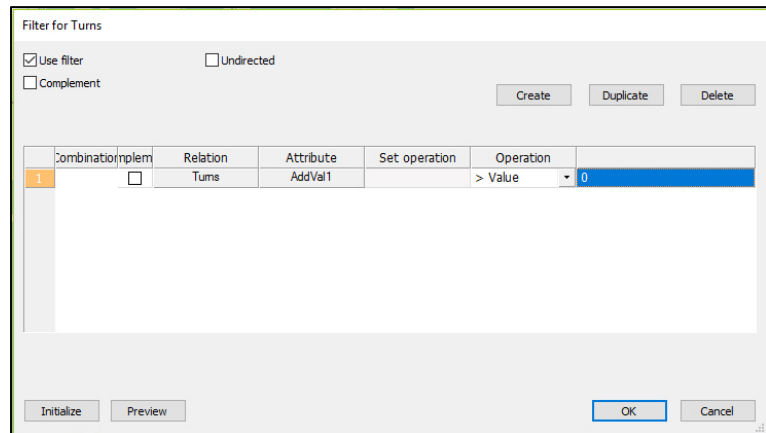 Filter for Turns
Use filter Undirected
Complement
Create Duplicate Delete
Combination mplem Relation Attribute Set operation Operation
1 Turns AddVal1 > Value 0
Initialize Preview OK Cancel